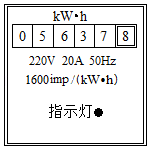 kW•h
0 5 6 3 7 8
220V 20A 50Hz
1600imp/(kW•h)
指示灯●